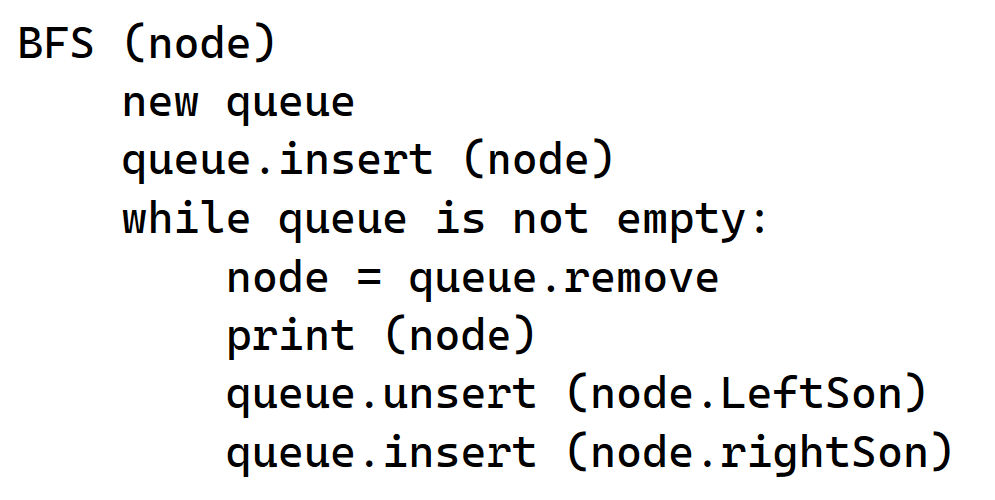 BFS (node)
new queue
queue.insert (node)
while queue is not empty:
node = queue.remove
print (node)
queue.unsert (node.LeftSon)
queue.insert (node.rightSon)